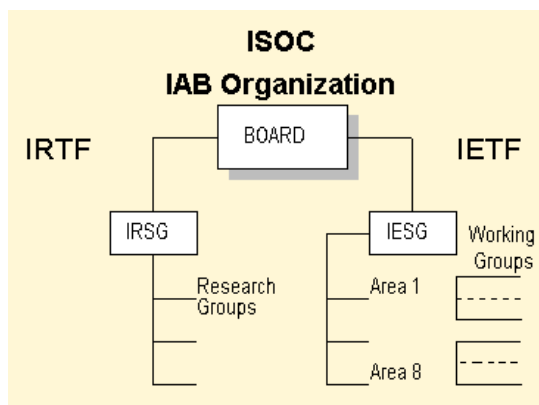 ISOC
IAB Organization
IRTF
BOARD
IETF
IRSG
IESG
Working
Groups
Research
Groups
Area 1
Area 8